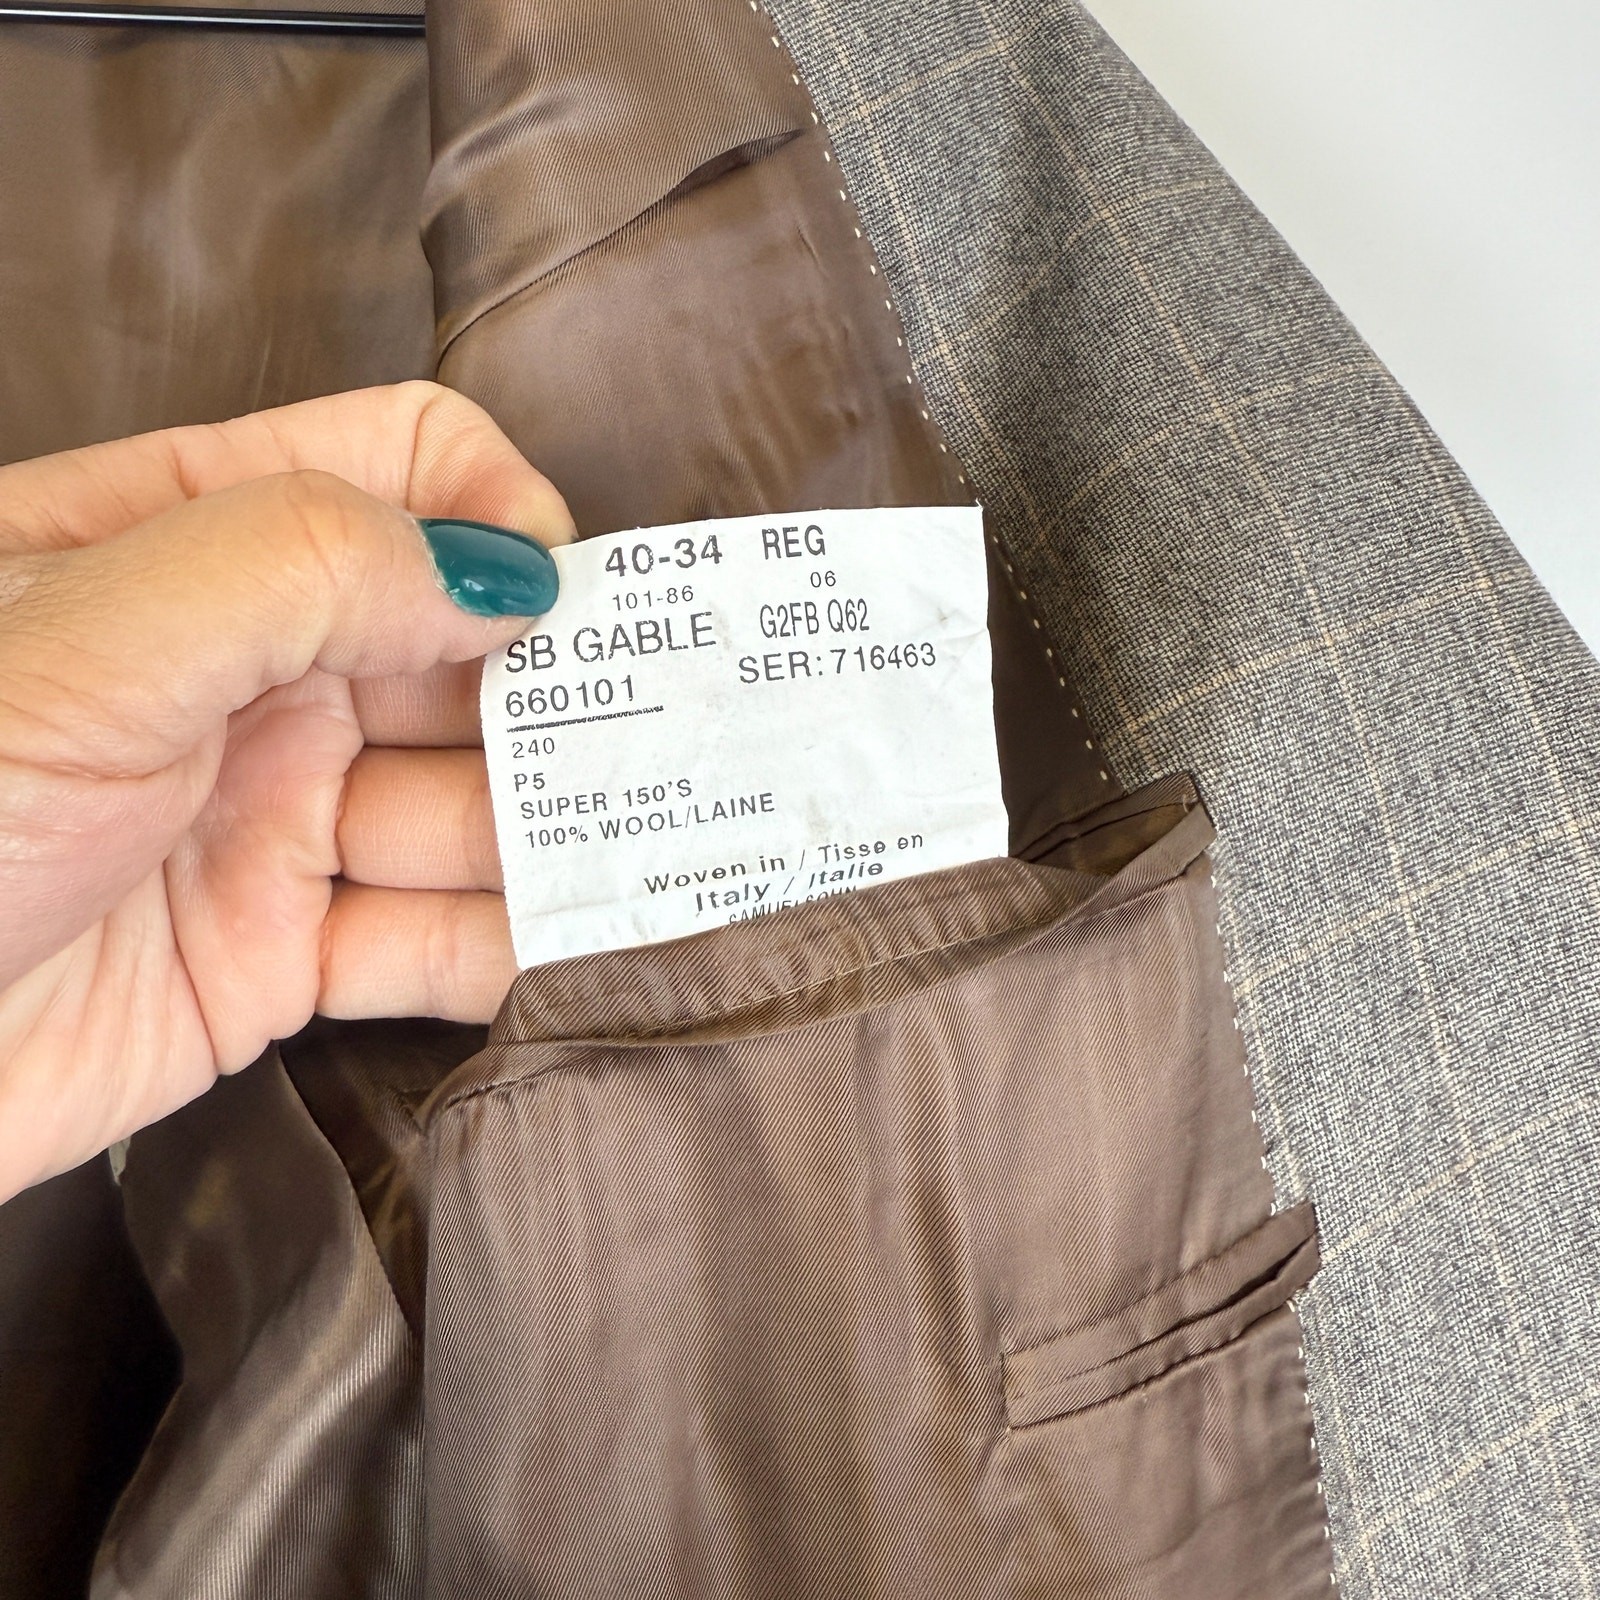 40-34 REG
101-86 06
SB GABLE G2FB Q62
660101 SER:716463
240
P5
SUPER 150'S
100% WOOL/LAINE
Woven in / Tisse en
Italy / Italie
SAMUELSOHN